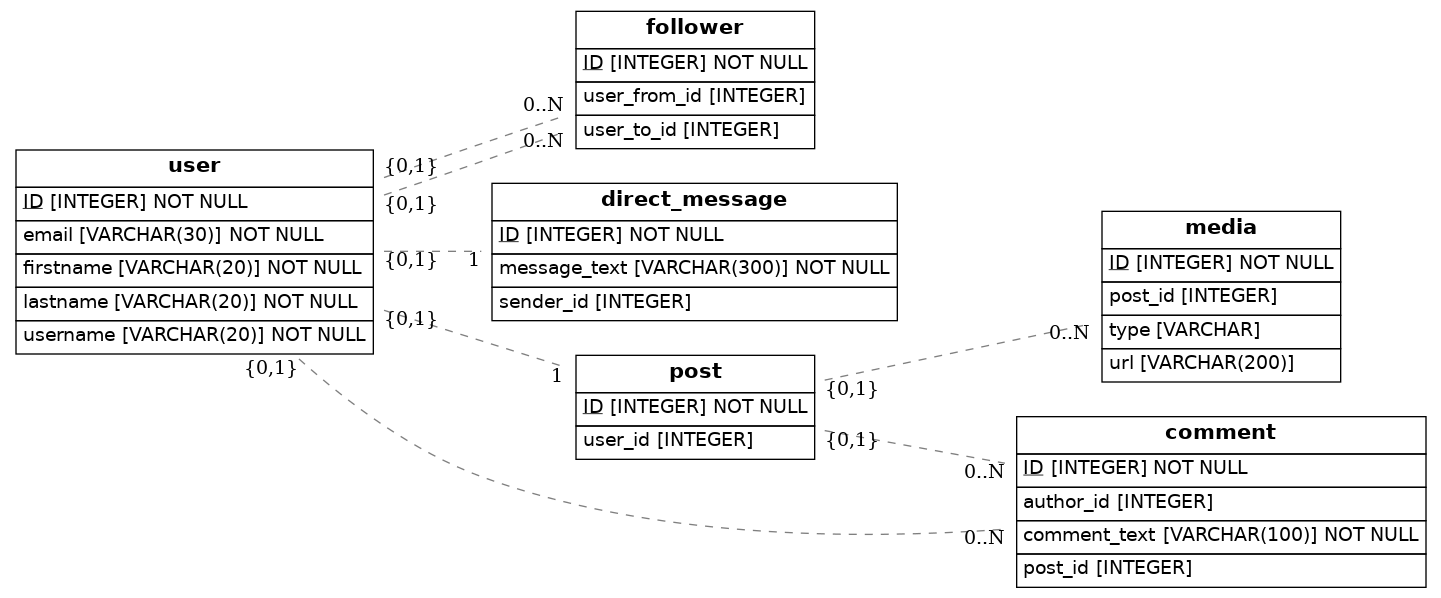 follower
ID [INTEGER] NOT NULL
user_from_id [INTEGER]
user_to_id [INTEGER]
0..N
0..N
{0,1}
{0,1}
user
ID [INTEGER] NOT NULL
email [VARCHAR(30)] NOT NULL
firstname [VARCHAR(20)] NOT NULL
lastname [VARCHAR(20)] NOT NULL
username [VARCHAR(20)] NOT NULL
{0,1}
1
{0,1}
1
{0,1}
direct_message
ID [INTEGER] NOT NULL
message_text [VARCHAR(300)] NOT NULL
sender_id [INTEGER]
post
ID [INTEGER] NOT NULL
user_id [INTEGER]
{0,1}
{0,1}
0..N
0..N
0..N
media
ID [INTEGER] NOT NULL
post_id [INTEGER]
type [VARCHAR]
url [VARCHAR(200)]
comment
ID [INTEGER] NOT NULL
author_id [INTEGER]
comment_text [VARCHAR(100)] NOT NULL
post_id [INTEGER]